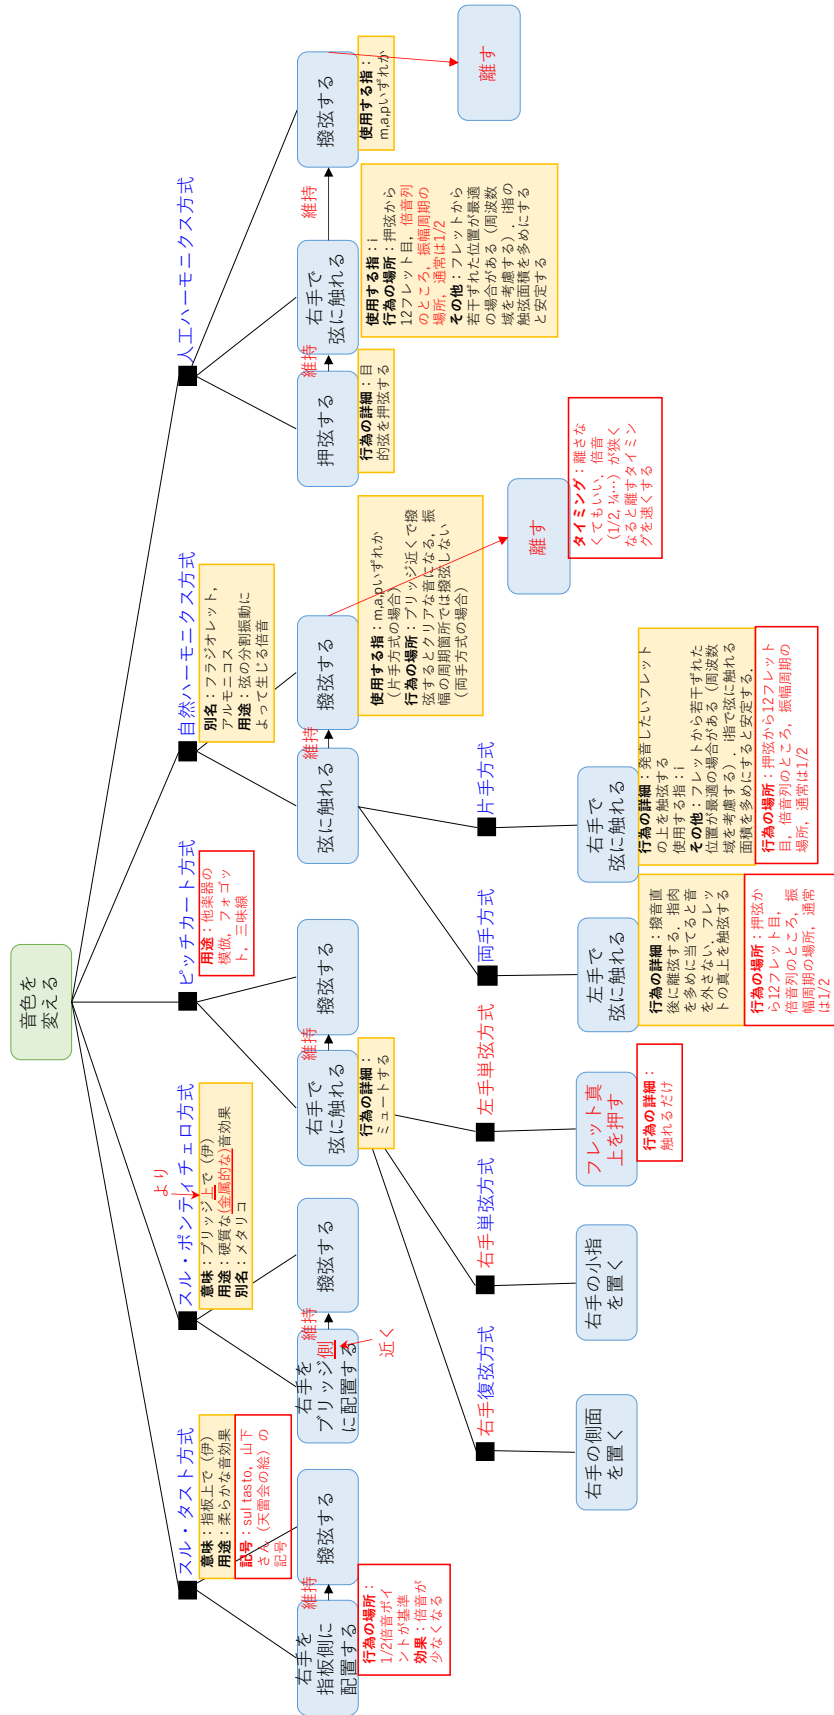 音色を
変える
スル・タスト方式
意味：指板上で（伊）
用途：柔らかな音効果
記号：sul tasto, 山下
さん（天雷会の絵）の
記号
右手を
指板側に
配置する
維持
撥弦する
行為の場所：
1/2倍音ポイ
ントが基準
効果：倍音が
少なくなる
スル・ポンティチェロ方式
より
意味：ブリッジ上で（伊）
用途：硬質な(金属的な)音効果
別名：メタリコ
右手を
ブリッジ側
に配置する
近く
維持
撥弦する
ピッチカート方式
用途：他楽器の
模倣，フォゴッ
ト，三味線
右手で
弦に触れる
維持
撥弦する
行為の詳細：
ミュートする
右手復弦方式
右手の側面
を置く
右手単弦方式
右手の小指
を置く
左手単弦方式
フレット真
上を押す
行為の詳細：
触れるだけ
自然ハーモニクス方式
別名：フラジオレット，
アルモニコス
用途：弦の分割振動に
よって生じる倍音
弦に触れる
維持
撥弦する
使用する指：m,a,pいずれか
（片手方式の場合）
行為の場所：ブリッジ近くで撥
弦するとクリアな音になる，振
幅の周期箇所では撥弦しない
（両手方式の場合）
離す
タイミング：離さな
くてもいい．倍音
（1/2, ¼…）が狭く
なると離すタイミン
グを速くする
両手方式
左手で
弦に触れる
行為の詳細：撥音直
後に離弦する．指肉
を多めに当てると音
を外さない．フレッ
トの真上を触弦する
行為の場所：押弦か
ら12フレット目，
倍音列のところ，振
幅周期の場所，通常
は1/2
片手方式
右手で
弦に触れる
行為の詳細：発音したいフレット
の上を触弦する
使用する指：i
その他：フレットから若干ずれた
位置が最適の場合がある（周波数
域を考慮する），i指で弦に触れる
面積を多めにすると安定する．
行為の場所：押弦から12フレット
目，倍音列のところ，振幅周期の
場所，通常は1/2
人工ハーモニクス方式
押弦する
維持
右手で
弦に触れる
維持
撥弦する
行為の詳細：目
的弦を押弦する
使用する指：i
行為の場所：押弦から
12フレット目，倍音列
のところ，振幅周期の
場所，通常は1/2
その他：フレットから
若干ずれた位置が最適
の場合がある（周波数
域を考慮する），i指の
触弦面積を多めにする
と安定する
使用する指：
m,a,pいずれか
離す